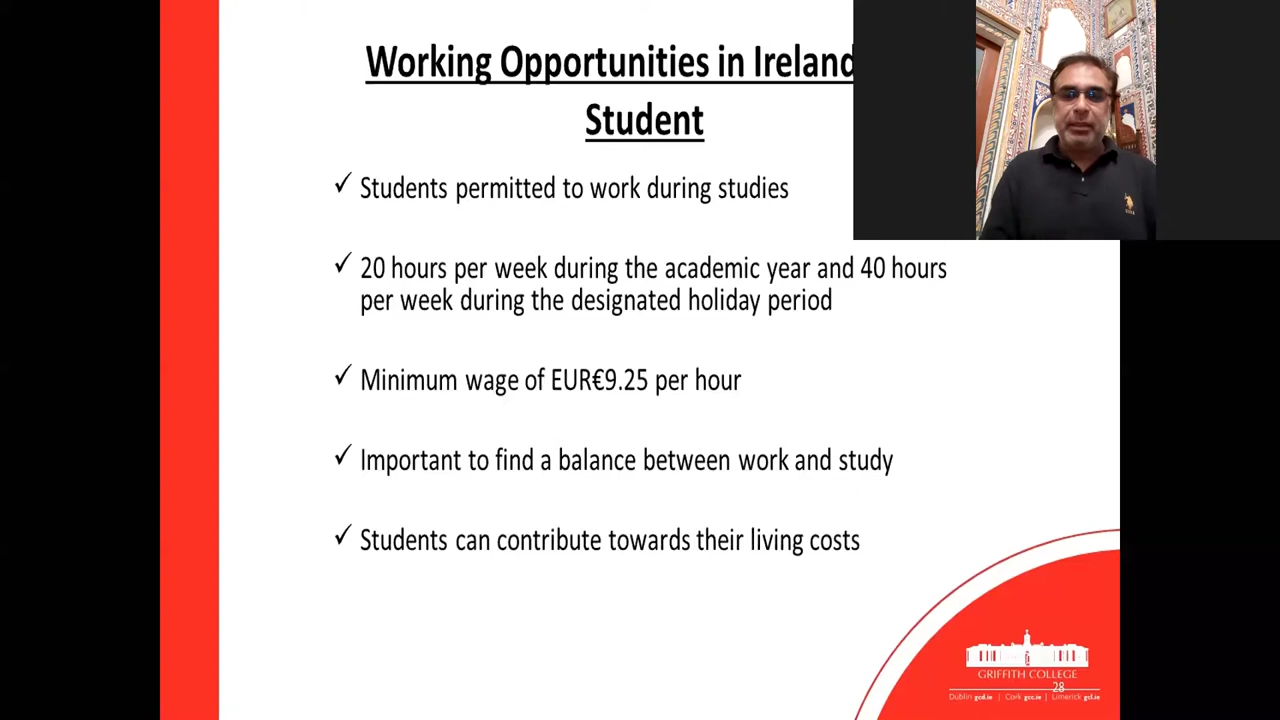 Working Opportunities in Ireland
Student
✓ Students permitted to work during studies
✓ 20 hours per week during the academic year and 40 hours
per week during the designated holiday period
✓ Minimum wage of EUR€9.25 per hour
✓ Important to find a balance between work and study
✓ Students can contribute towards their living costs
GRIFFITH COLLEGE
28
Dublin gcd.ie | Cork gcc.ie | Limerick gcl.ie